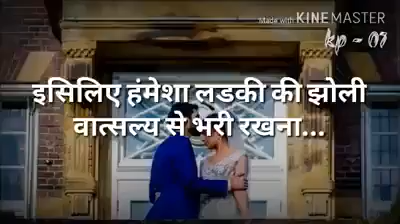 Made with KINEMASTER
kp - 07
इसिलिए हंमेशा लडकी की झोली
वात्सल्य से भरी रखना...